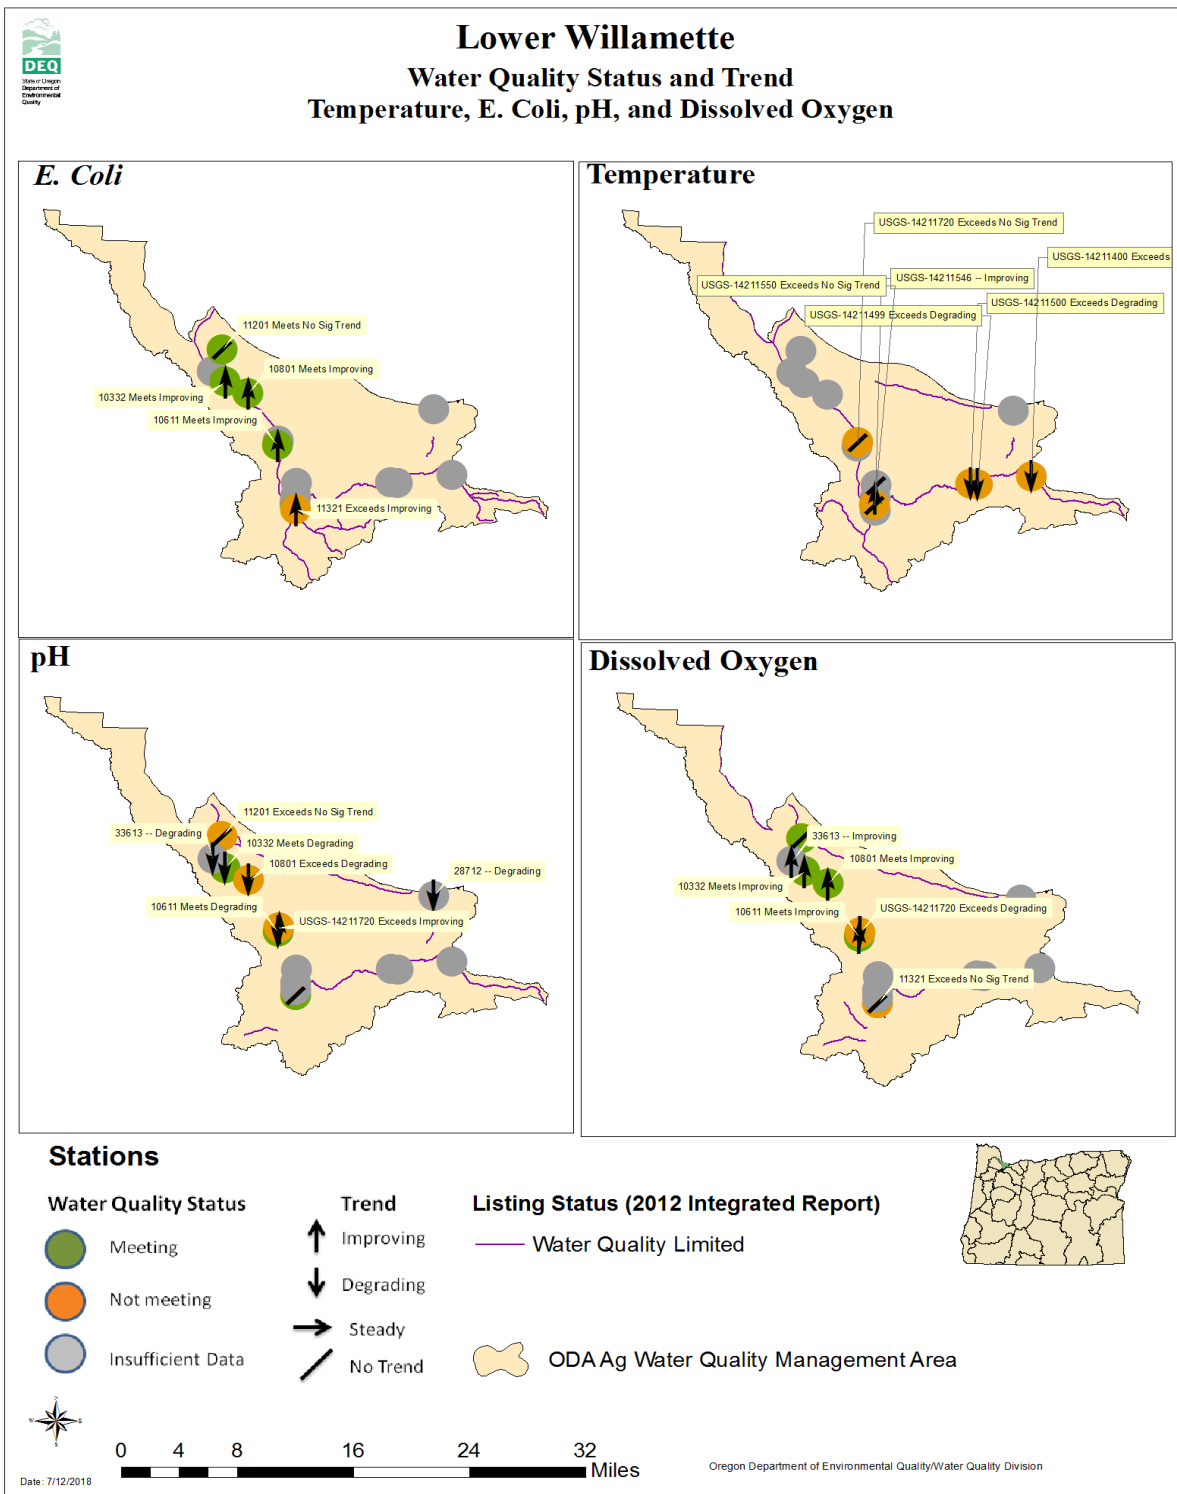 DEQ
State of Oregon
Department of
Environmental
Quality
Lower Willamette
Water Quality Status and Trend
Temperature, E. Coli, pH, and Dissolved Oxygen
E. Coli
11201 Meets No Sig Trend
10801 Meets Improving
10332 Meets Improving
10611 Meets Improving
11321 Exceeds Improving
Temperature
USGS-14211720 Exceeds No Sig Trend
USGS-14211400 Exceeds
USGS-14211546 -- Improving
USGS-14211550 Exceeds No Sig Trend
USGS-14211500 Exceeds Degrading
USGS-14211499 Exceeds Degrading
pH
11201 Exceeds No Sig Trend
33613 -- Degrading
10332 Meets Degrading
10801 Exceeds Degrading
28712 -- Degrading
10611 Meets Degrading
USGS-14211720 Exceeds Improving
Dissolved Oxygen
33613 -- Improving
10801 Meets Improving
10332 Meets Improving
10611 Meets Improving
USGS-14211720 Exceeds Degrading
11321 Exceeds No Sig Trend
Stations
Water Quality Status
Meeting
Not meeting
Insufficient Data
Trend
Improving
Degrading
Steady
No Trend
Listing Status (2012 Integrated Report)
Water Quality Limited
ODA Ag Water Quality Management Area
N
W E
S
0 4 8 16 24 32
Miles
Date: 7/12/2018
Oregon Department of Environmental Quality/Water Quality Division